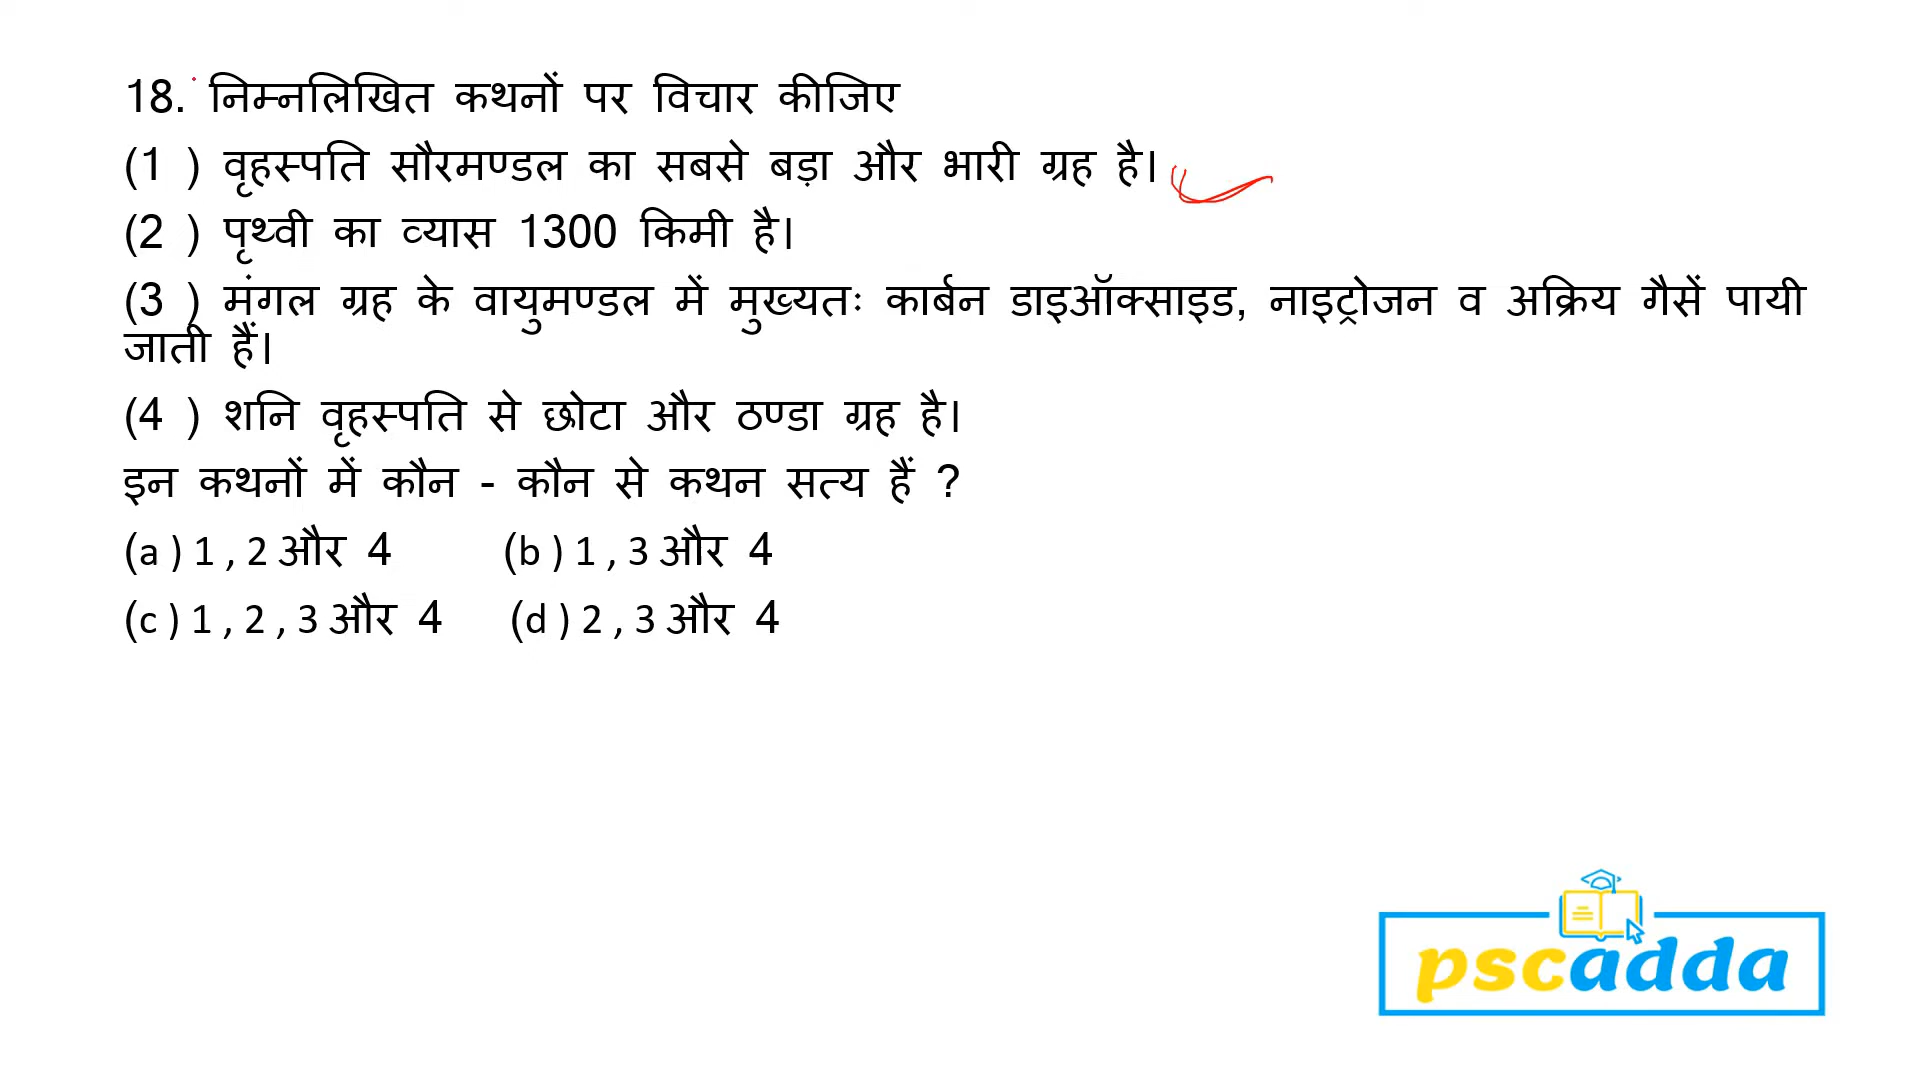 18. निम्नलिखित कथनों पर विचार कीजिए
(1 ) वृहस्पति सौरमण्डल का सबसे बड़ा और भारी ग्रह है।
(2 ) पृथ्वी का व्यास 1300 किमी है।
(3 ) मंगल ग्रह के वायुमण्डल में मुख्यतः कार्बन डाइऑक्साइड, नाइट्रोजन व अक्रिय गैसें पायी
जाती हैं।
(4 ) शनि वृहस्पति से छोटा और ठण्डा ग्रह है।
इन कथनों में कौन - कौन से कथन सत्य हैं ?
(a ) 1 , 2 और 4 (b ) 1 , 3 और 4
(c ) 1 , 2 , 3 और 4 (d ) 2 , 3 और 4
pscadda